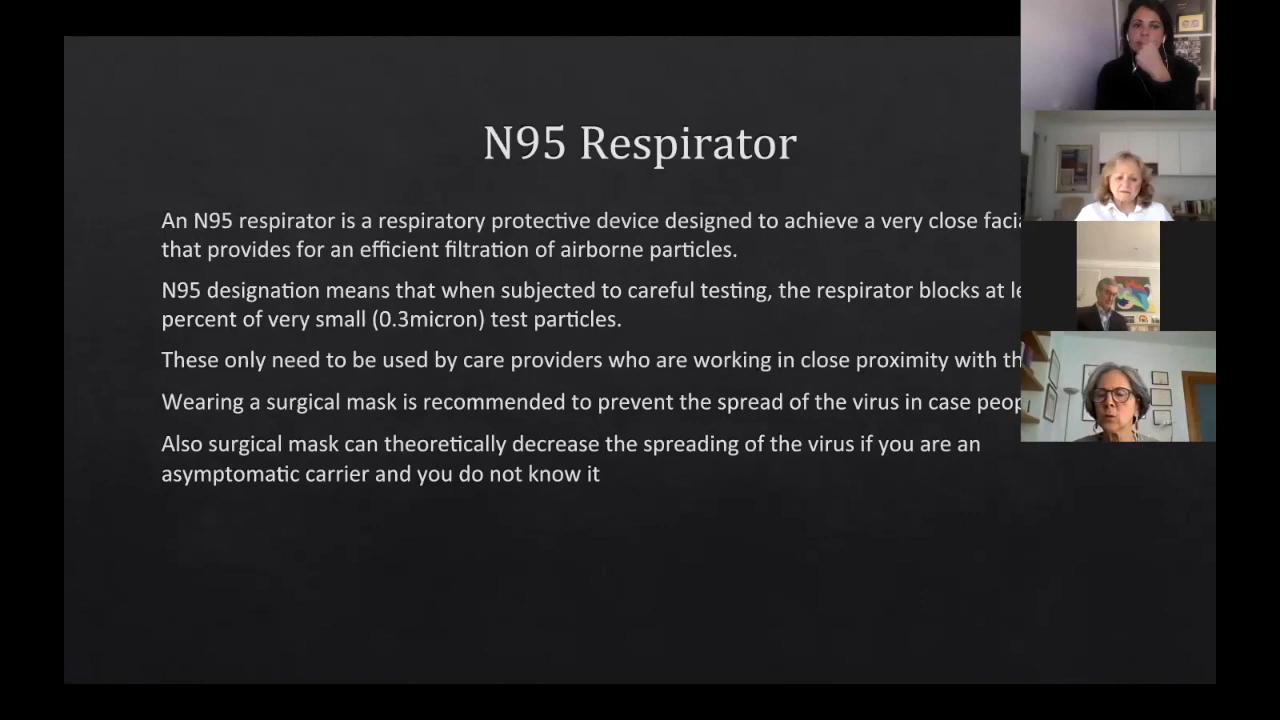 N95 Respirator
An N95 respirator is a respiratory protective device designed to achieve a very close
that provides for an efficient filtration of airborne particles.
N95 designation means that when subjected to careful testing, the respirator blocks at
percent of very small (0.3micron) test particles.
These only need to be used by care providers who are working in close proximity with
Wearing a surgical mask is recommended to prevent the spread of the virus in case
Also surgical mask can theoretically decrease the spreading of the virus if you are an
asymptomatic carrier and you do not know it